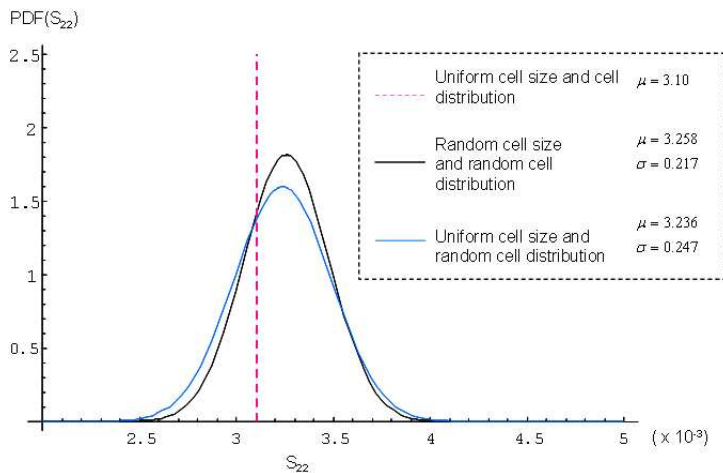 PDF(S22)
2.5
2
1.5
1
0.5
2.5
3
3.5
4
4.5
5
(× 10-3)
S22
Uniform cell size and cell
distribution
μ = 3.10
Random cell size
and random cell
distribution
μ = 3.258
σ = 0.217
Uniform cell size and
random cell distribution
μ = 3.236
σ = 0.247